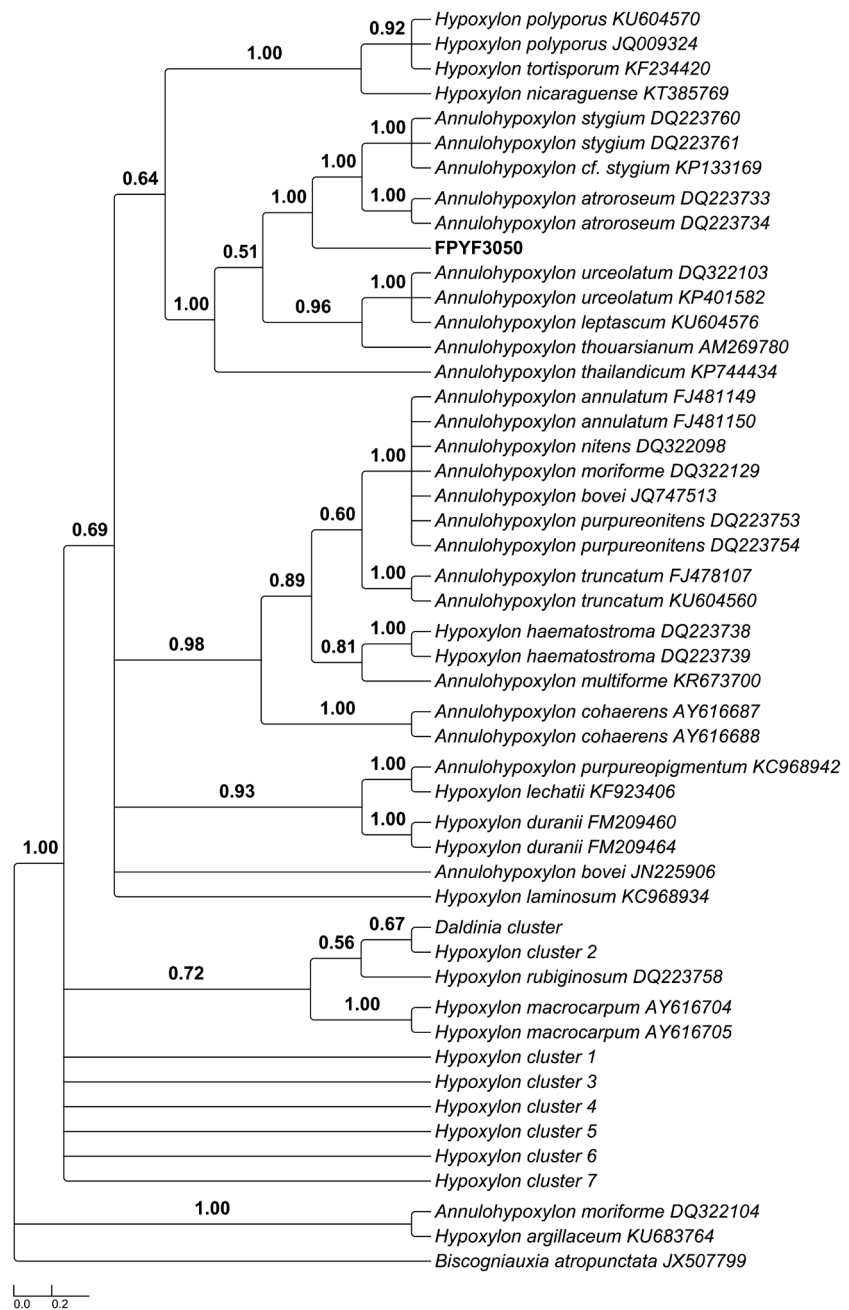 Hypoxylon polyporus KU604570
0.92
Hypoxylon polyporus JQ009324
1.00
Hypoxylon tortisporum KF234420
Hypoxylon nicaraguense KT385769
Annulohypoxylon stygium DQ223760
1.00
Annulohypoxylon stygium DQ223761
1.00
Annulohypoxylon cf. stygium KP133169
0.64
1.00
1.00
Annulohypoxylon atroroseum DQ223733
Annulohypoxylon atroroseum DQ223734
0.51
FPYF3050
Annulohypoxylon urceolatum DQ322103
1.00
Annulohypoxylon urceolatum KP401582
1.00
0.96
Annulohypoxylon leptascum KU604576
Annulohypoxylon thouarsianum AM269780
Annulohypoxylon thailandicum KP744434
Annulohypoxylon annulatum FJ481149
Annulohypoxylon annulatum FJ481150
Annulohypoxylon nitens DQ322098
1.00
Annulohypoxylon moriforme DQ322129
Annulohypoxylon bovei JQ747513
0.60
Annulohypoxylon purpureonitens DQ223753
0.69
Annulohypoxylon purpureonitens DQ223754
1.00
Annulohypoxylon truncatum FJ478107
0.89
Annulohypoxylon truncatum KU604560
1.00
Hypoxylon haematostroma DQ223738
0.98
0.81
Hypoxylon haematostroma DQ223739
Annulohypoxylon multiforme KR673700
1.00
Annulohypoxylon cohaerens AY616687
Annulohypoxylon cohaerens AY616688
1.00
Annulohypoxylon purpureopigmentum KC968942
0.93
Hypoxylon lechatii KF923406
1.00
Hypoxylon duranii FM209460
1.00
Hypoxylon duranii FM209464
Annulohypoxylon bovei JN225906
Hypoxylon laminosum KC968934
0.67
Daldinia cluster
0.56
Hypoxylon cluster 2
0.72
Hypoxylon rubiginosum DQ223758
1.00
Hypoxylon macrocarpum AY616704
Hypoxylon macrocarpum AY616705
Hypoxylon cluster 1
Hypoxylon cluster 3
Hypoxylon cluster 4
Hypoxylon cluster 5
Hypoxylon cluster 6
Hypoxylon cluster 7
1.00
Annulohypoxylon moriforme DQ322104
Hypoxylon argillaceum KU683764
Biscogniauxia atropunctata JX507799
0.0 0.2